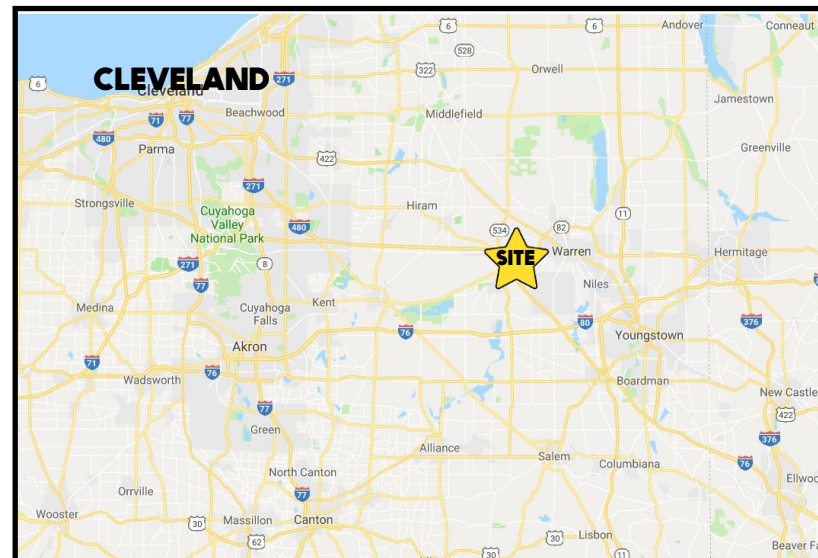 6
6
Andover
Conneaut
528
CLEVELAND
271
322
Orwell
6
Cleveland
Jamestown
Beachwood
Middlefield
71
77
480
Parma
Greenville
422
271
Strongsville
Hiram
Cuyahoga
Valley
National Park
11
480
534
82
SITE
Warren
Hermitage
271
8
77
Niles
Medina
Cuyahoga
Falls
Kent
80
376
76
Youngstown
Akron
71
76
Wadsworth
Boardman
New Castle
77
422
Green
376
Alliance
Salem
Columbiana
76
North Canton
Ellwo
Orrville
77
Wooster
30
Massillon
Canton
30
Lisbon
62
30
11
Beaver Fa